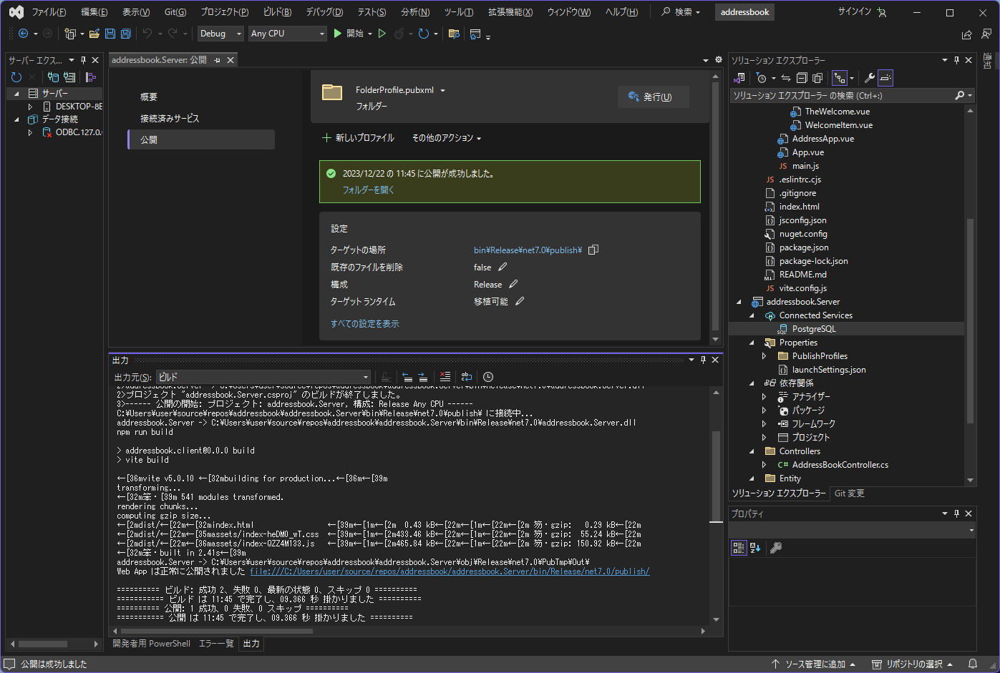 ファイル(F) 編集(E) 表示(V) Git(G) プロジェクト(P) ビルド(B) デバッグ(D) テスト(S) 分析(N) ツール(T) 拡張機能(X) ウィンドウ(W) ヘルプ(H) 検索 addressbook サインイン
Debug Any CPU 開始
サーバー エクス...
サーバー
DESKTOP-8E
データ接続
ODBC.127.0.
addressbook.Server: 公開
概要
接続済みサービス
公開
FolderProfile.pubxml
フォルダー
発行(U)
新しいプロファイル その他のアクション
2023/12/22 の 11:45 に公開が成功しました。
フォルダーを開く
設定
ターゲットの場所 bin¥Release¥net7.0¥publish¥
既存のファイルを削除 false
構成 Release
ターゲット ランタイム 移植可能
すべての設定を表示
出力
出力元(S): ビルド
2>プロジェクト "addressbook.Server.csproj" のビルドが終了しました。
3>------ 公開の開始: プロジェクト: addressbook.Server, 構成: Release Any CPU ------
C:¥Users¥user¥source¥repos¥addressbook¥addressbook.Server¥bin¥Release¥net7.0¥publish¥ に接続中...
addressbook.Server -> C:¥Users¥user¥source¥repos¥addressbook¥addressbook.Server¥bin¥Release¥net7.0¥addressbook.Server.dll
npm run build
> addressbook.client@0.0.0 build
> vite build
←[36mvite v5.0.10 ←[32mbuilding for production...←[36m←[39m
transforming...
←[32m笨・[39m 541 modules transformed.
rendering chunks...
computing gzip size...
←[2mdist/←[22m←[32mindex.html ←[39m←[1m←[2m 0.43 kB←[22m←[1m←[22m←[2m 笏・gzip: 0.29 kB←[22m
←[2mdist/←[22m←[35massets/index-heDMO_wT.css ←[39m←[1m←[2m433.46 kB←[22m←[1m←[22m←[2m 笏・gzip: 55.24 kB←[22m
←[2mdist/←[22m←[36massets/index-QZZ4M133.js ←[39m←[1m←[2m465.84 kB←[22m←[1m←[22m←[2m 笏・gzip: 150.92 kB←[22m
←[32m笨・built in 2.41s←[39m
addressbook.Server -> C:¥Users¥user¥source¥repos¥addressbook¥addressbook.Server¥obj¥Release¥net7.0¥PubTmp¥Out¥
Web App は正常に公開されました file:///C:/Users/user/source/repos/addressbook/addressbook.Server/bin/Release/net7.0/publish/
========== ビルド: 成功 2、失敗 0、最新の状態 0、スキップ 0 ==========
=========== ビルド は 11:45 で完了し、09.366 秒 掛かりました ==========
========== 公開: 1 成功、0 失敗、0 スキップ ==========
=========== 公開 は 11:45 で完了し、09.366 秒 掛かりました ==========
開発者用 PowerShell エラー一覧 出力
ソリューション エクスプローラー
ソリューション エクスプローラー の検索 (Ctrl+:)
TheWelcome.vue
WelcomeItem.vue
AddressApp.vue
App.vue
JS main.js
JS .eslintrc.cjs
.gitignore
index.html
jsconfig.json
nuget.config
package.json
package-lock.json
README.md
JS vite.config.js
addressbook.Server
Connected Services
SQL PostgreSQL
Properties
PublishProfiles
launchSettings.json
依存関係
アナライザー
パッケージ
フレームワーク
プロジェクト
Controllers
C# AddressBookController.cs
Entity
ソリューション エクスプローラー Git 変更
プロパティ
通知
公開は成功しました ソース管理に追加 リポジトリの選択